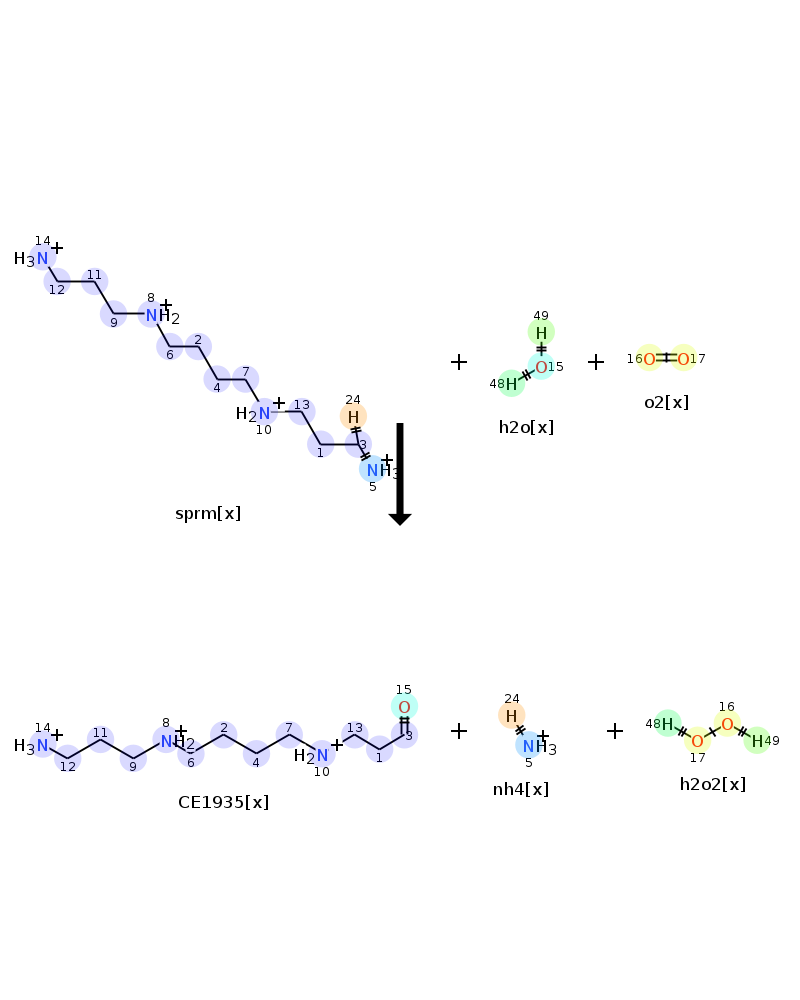 14
H3N+
11
12
8
NH2+
9
2
6
7
4
24
H
13
H2N+
10
3
1
NH3+
5
sprm[x]
+
49
H
O15
48H
h2o[x]
+
16O O17
o2[x]
15
O
14
H3N+
11
12
8
NH2+
9
2
6
7
4
13
H2N+
10
3
1
CE1935[x]
+
24
H
NH3+
5
nh4[x]
+
16
48H
O
O
H49
17
h2o2[x]